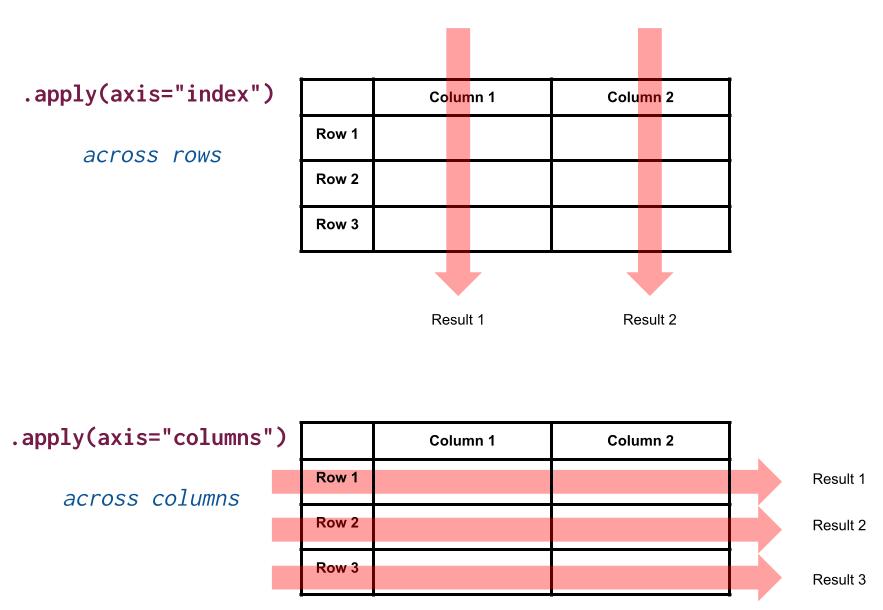 .apply(axis="index")
across rows
Column 1 Column 2
Row 1
Row 2
Row 3
Result 1 Result 2
.apply(axis="columns")
across columns
Column 1 Column 2
Row 1 Result 1
Row 2 Result 2
Row 3 Result 3